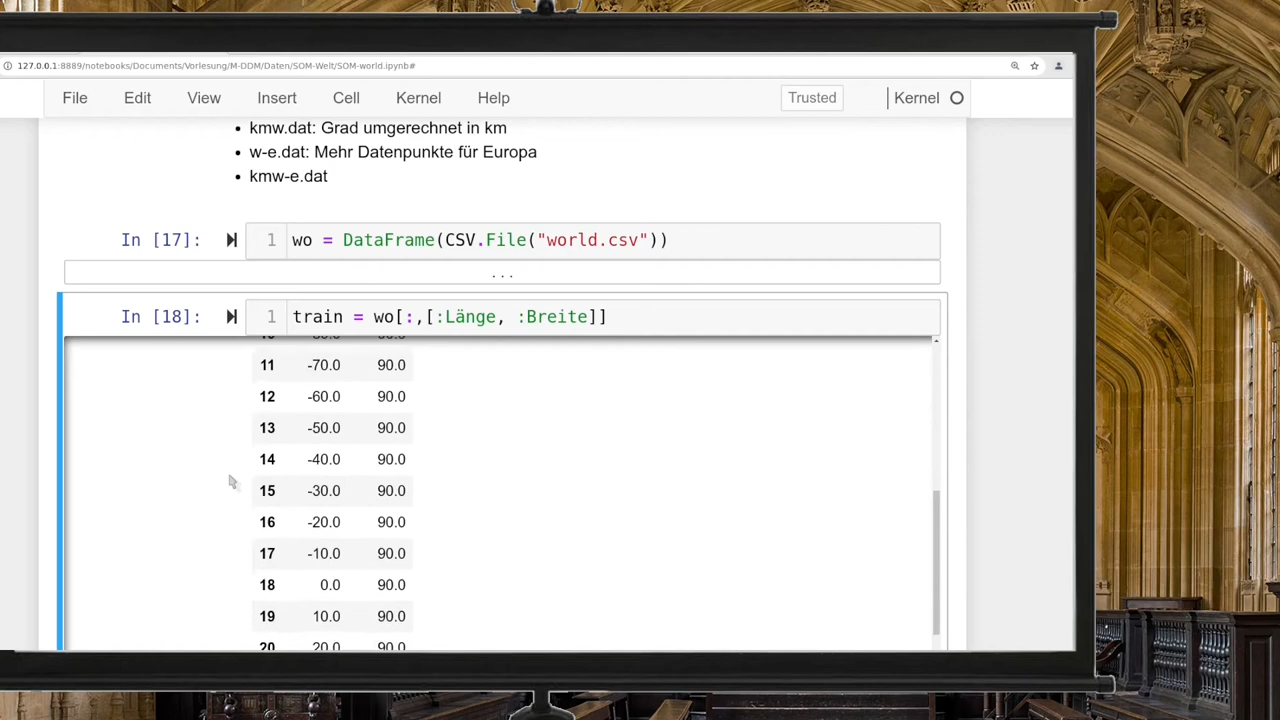 127.0.0.1:8889/notebooks/Documents/Vorlesung/M-DDM/Daten/SOM-Welt/SOM-world.ipynb#
File Edit View Insert Cell Kernel Help Trusted Kernel
• kmw.dat: Grad umgerechnet in km
• w-e.dat: Mehr Datenpunkte für Europa
• kmw-e.dat
In [17]: 1 wo = DataFrame(CSV.File("world.csv"))
...
In [18]: 1 train = wo[:,[:Länge, :Breite]]
11 -70.0 90.0
12 -60.0 90.0
13 -50.0 90.0
14 -40.0 90.0
15 -30.0 90.0
16 -20.0 90.0
17 -10.0 90.0
18 0.0 90.0
19 10.0 90.0
20 20.0 90.0